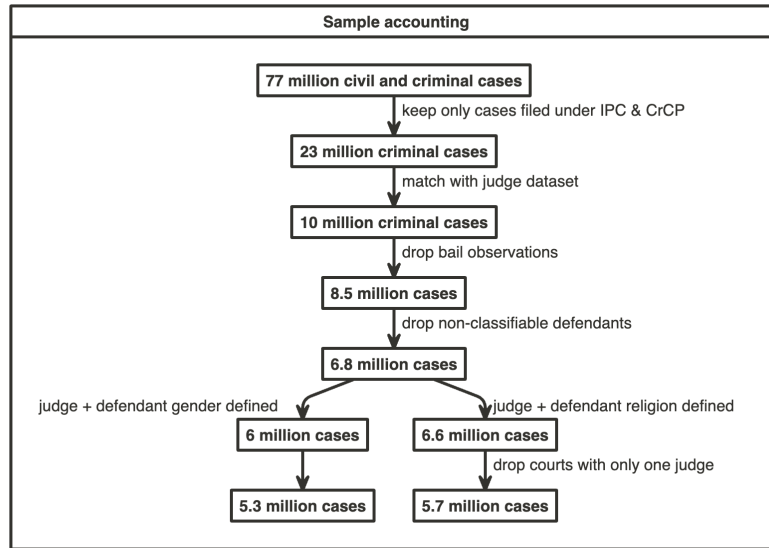 Sample accounting
77 million civil and criminal cases
keep only cases filed under IPC & CrCP
23 million criminal cases
match with judge dataset
10 million criminal cases
drop bail observations
8.5 million cases
drop non-classifiable defendants
6.8 million cases
judge + defendant gender defined
judge + defendant religion defined
6 million cases
6.6 million cases
drop courts with only one judge
5.3 million cases
5.7 million cases